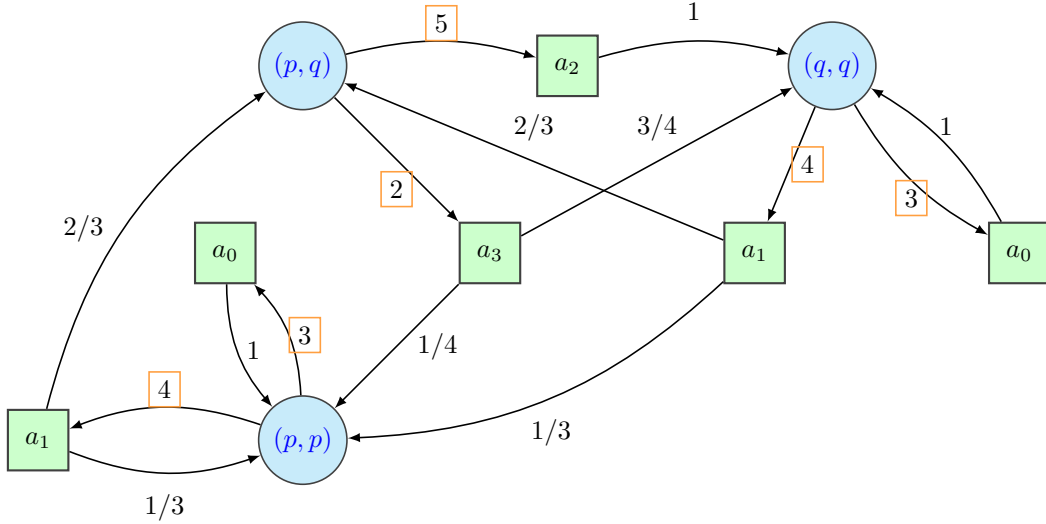 5
1
(p, q)
a₂
(q, q)
2/3
3/4
1
4
2
3
2/3
a₀
a₃
a₁
a₀
3
1
1/4
4
a₁
(p, p)
1/3
1/3